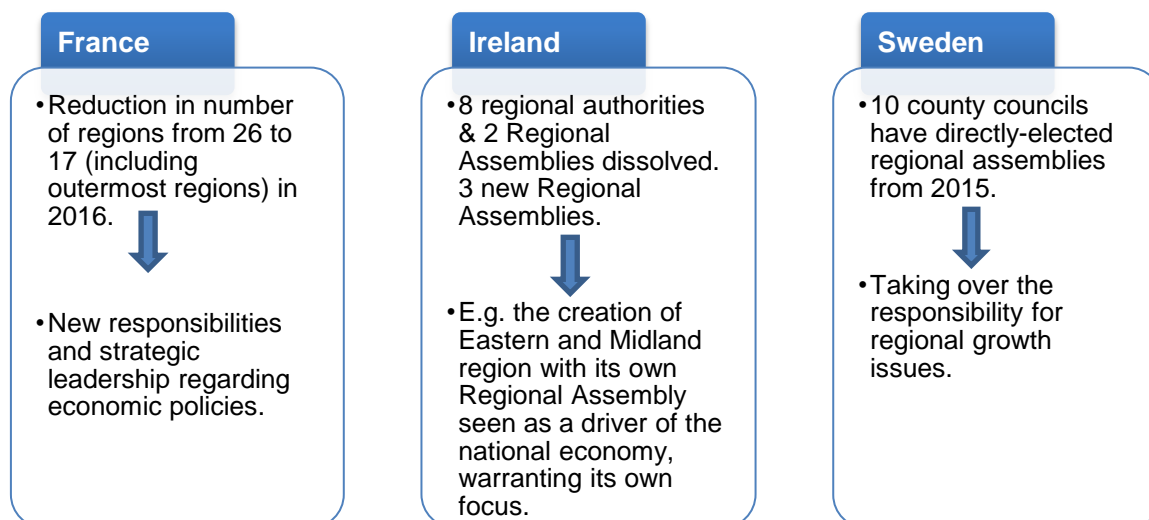 France
•Reduction in number
of regions from 26 to
17 (including
outermost regions) in
2016.
•New responsibilities
and strategic
leadership regarding
economic policies.
Ireland
•8 regional authorities
& 2 Regional
Assemblies dissolved.
3 new Regional
Assemblies.
•E.g. the creation of
Eastern and Midland
region with its own
Regional Assembly
seen as a driver of the
national economy,
warranting its own
focus.
Sweden
•10 county councils
have directly-elected
regional assemblies
from 2015.
•Taking over the
responsibility for
regional growth
issues.